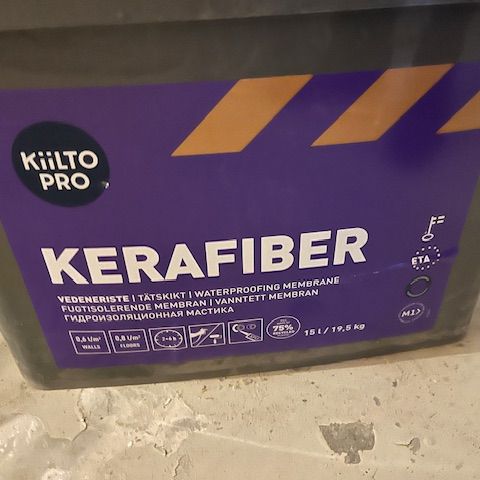 KiiLTO
PRO
KERAFIBER
VEDENERISTE | TÄTSKIKT | WATERPROOFING MEMBRANE
FUGTISOLERENDE MEMBRAN | VANNTETT MEMBRAN
ГИДРОИЗОЛЯЦИОННАЯ МАСТИКА
0,6 l/m²
WALLS
0,8 l/m²
FLOORS
2+6 h
75%
15 l / 19,5 kg
ETA
M1